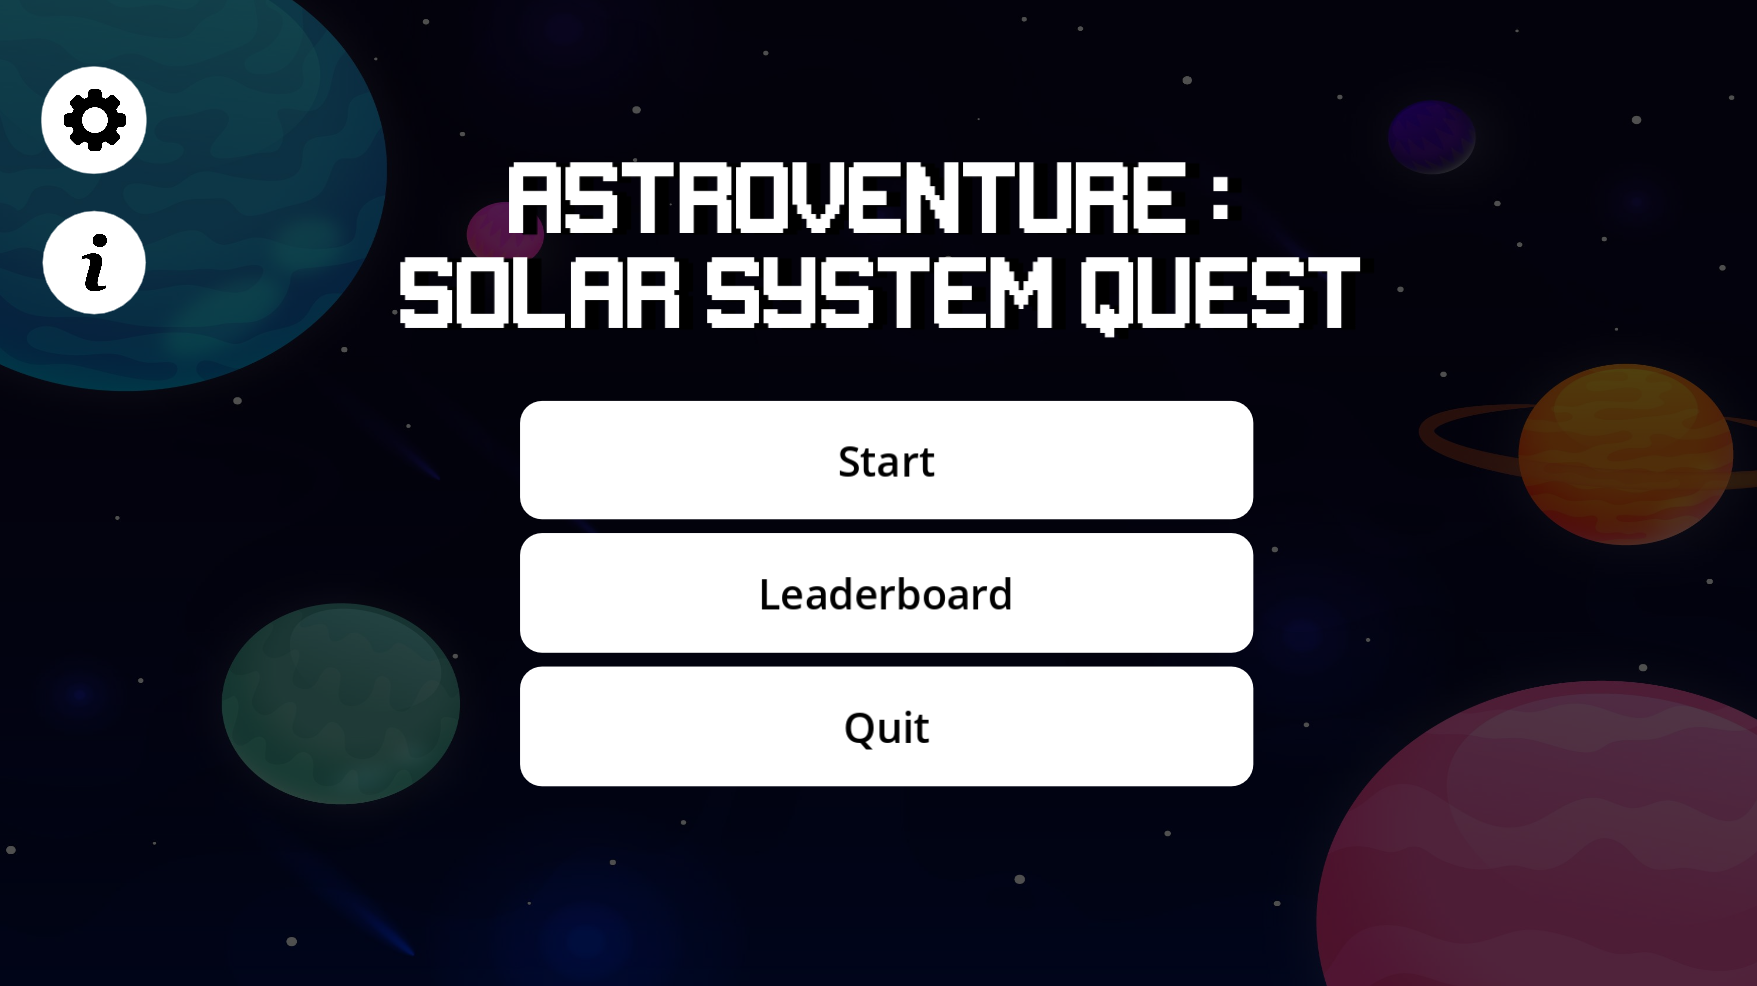 ASTROVENTURE :
SOLAR SYSTEM QUEST
Start
Leaderboard
Quit